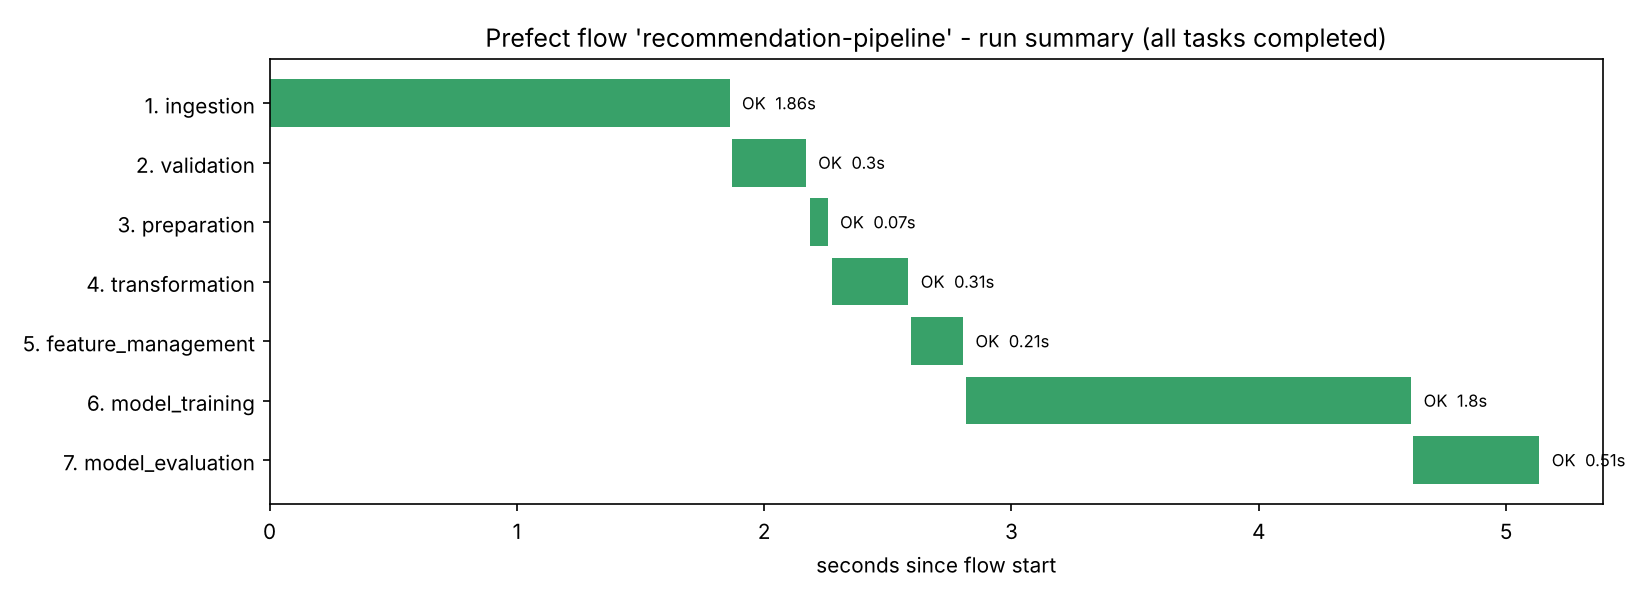 Prefect flow 'recommendation-pipeline' - run summary (all tasks completed)
1. ingestion
OK 1.86s
2. validation
OK 0.3s
3. preparation
OK 0.07s
4. transformation
OK 0.31s
5. feature_management
OK 0.21s
6. model_training
OK 1.8s
7. model_evaluation
OK 0.51s
0 1 2 3 4 5
seconds since flow start